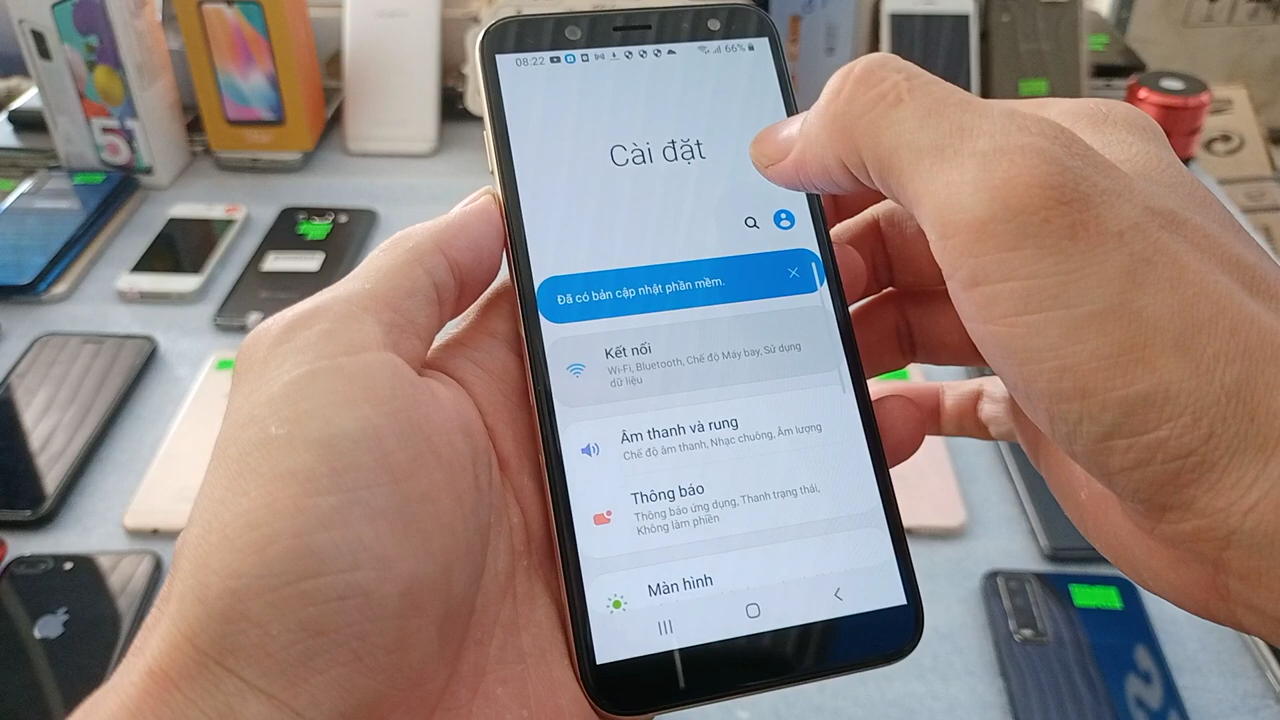 08:22
66%
Cài đặt
Đã có bản cập nhật phần mềm.
Kết nối
Wi-Fi, Bluetooth, Chế độ Máy bay, Sử dụng
dữ liệu
Âm thanh và rung
Chế độ âm thanh, Nhạc chuông, Âm lượng
Thông báo
Thông báo ứng dụng, Thanh trạng thái,
Không làm phiền
Màn hình